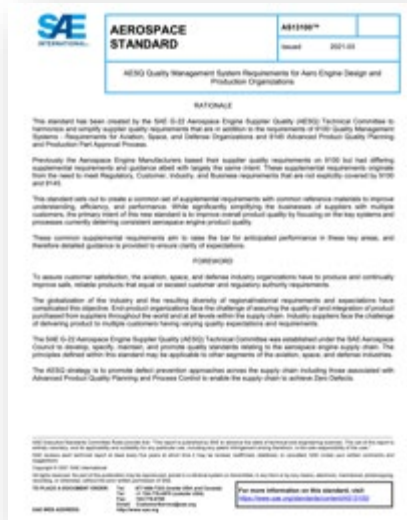 SAE
INTERNATIONAL
AEROSPACE
STANDARD
AS13100™
Issued 2021-03
AESQ Quality Management System Requirements for Aero Engine Design and
Production Organizations
RATIONALE
This standard has been created by the SAE G-22 Aerospace Engine Supplier Quality (AESQ) Technical Committee to
harmonize and simplify supplier quality requirements that are in addition to the requirements of 9100 Quality Management
Systems - Requirements for Aviation, Space, and Defense Organizations and 9145 Advanced Product Quality Planning
and Production Part Approval Process.
Previously the Aerospace Engine Manufacturers based their supplier quality requirements on 9100 but had differing
supplemental requirements and guidance albeit with largely the same intent. These supplemental requirements originate
from the need to meet Regulatory, Customer, Industry, and Business requirements that are not explicitly covered by 9100
and 9145.
This standard sets out to create a common set of supplemental requirements with common reference materials to improve
understanding, efficiency, and performance. While significantly simplifying the businesses of suppliers with multiple
customers, the primary intent of this new standard is to improve overall product quality by focusing on the key systems and
processes currently deterring consistent aerospace engine product quality.
These common supplemental requirements aim to raise the bar for anticipated performance in these key areas, and
therefore detailed guidance is provided to ensure clarity of expectations.
FOREWORD
To assure customer satisfaction, the aviation, space, and defense industry organizations have to produce and continually
improve safe, reliable products that equal or exceed customer and regulatory authority requirements.
The globalization of the industry and the resulting diversity of regional/national requirements and expectations have
complicated this objective. End-product organizations face the challenge of assuring the quality of and integration of product
purchased from suppliers throughout the world and at all levels within the supply chain. Industry suppliers face the challenge
of delivering product to multiple customers having varying quality expectations and requirements.
The SAE G-22 Aerospace Engine Supplier Quality (AESQ) Technical Committee was established under the SAE Aerospace
Council to develop, specify, maintain, and promote quality standards relating to the aerospace engine supply chain. The
principles defined within this standard may be applicable to other segments of the aviation, space, and defense industries.
The AESQ strategy is to promote defect prevention approaches across the supply chain including those associated with
Advanced Product Quality Planning and Process Control to enable the supply chain to achieve Zero Defects.
Copyright © 2021 SAE International
TO PLACE A DOCUMENT ORDER:
SAE WEB ADDRESS:
For more information on this standard, visit